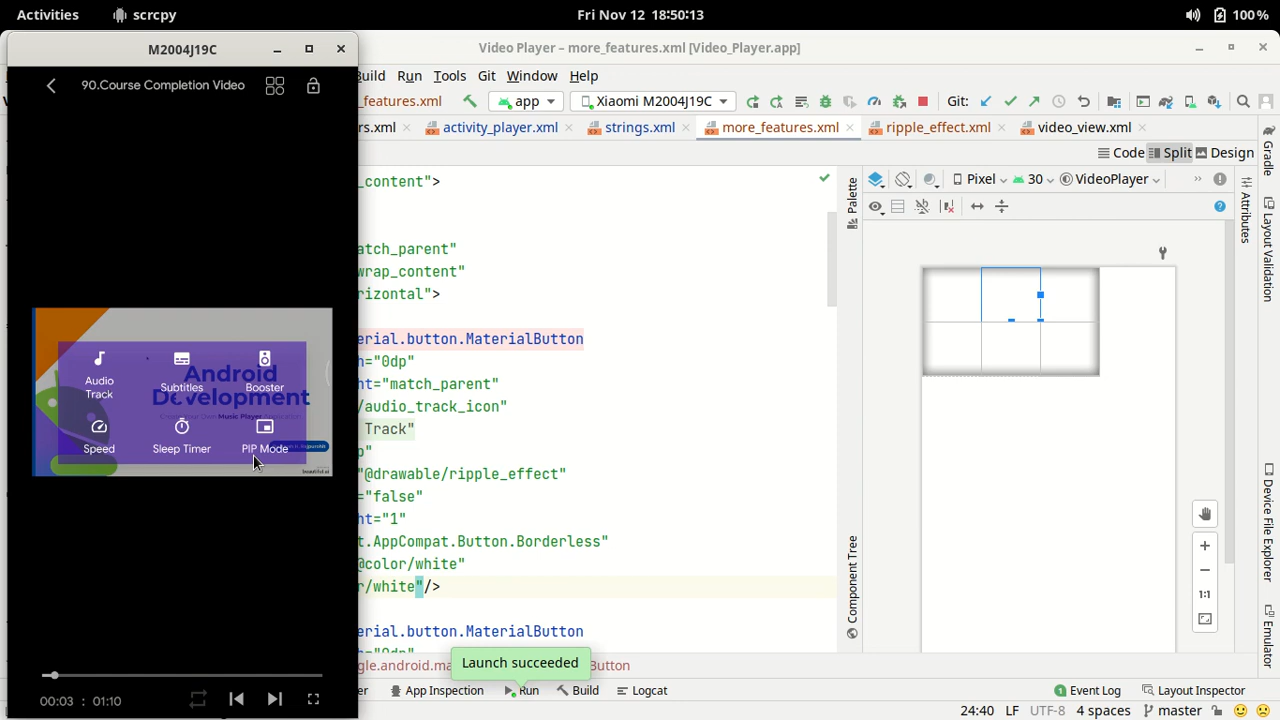 Activities
scrcpy
Fri Nov 12 18:50:13
100%
M2004J19C
Video Player – more_features.xml [Video_Player.app]
Build Run Tools Git Window Help
_features.xml
app
Xiaomi M2004J19C
Git:
rs.xml
activity_player.xml
strings.xml
more_features.xml
ripple_effect.xml
video_view.xml
Code Split Design
Pixel
30
VideoPlayer
Palette
Component Tree
Attributes
Gradle
Layout Validation
Device File Explorer
Emulator
1:1
90.Course Completion Video
Android
Development
Audio
Track
Subtitles
Booster
Speed
Sleep Timer
PIP Mode
00:03 : 01:10
_content">
atch_parent"
wrap_content"
rizontal">
erial.button.MaterialButton
h="0dp"
ht="match_parent"
/audio_track_icon"
Track"
p"
"@drawable/ripple_effect"
="false"
ht="1"
t.AppCompat.Button.Borderless"
@color/white"
r/white"/>
erial.button.MaterialButton
Launch succeeded
gle.android.ma
Button
App Inspection
Run
Build
Logcat
Event Log
Layout Inspector
24:40 LF UTF-8 4 spaces master